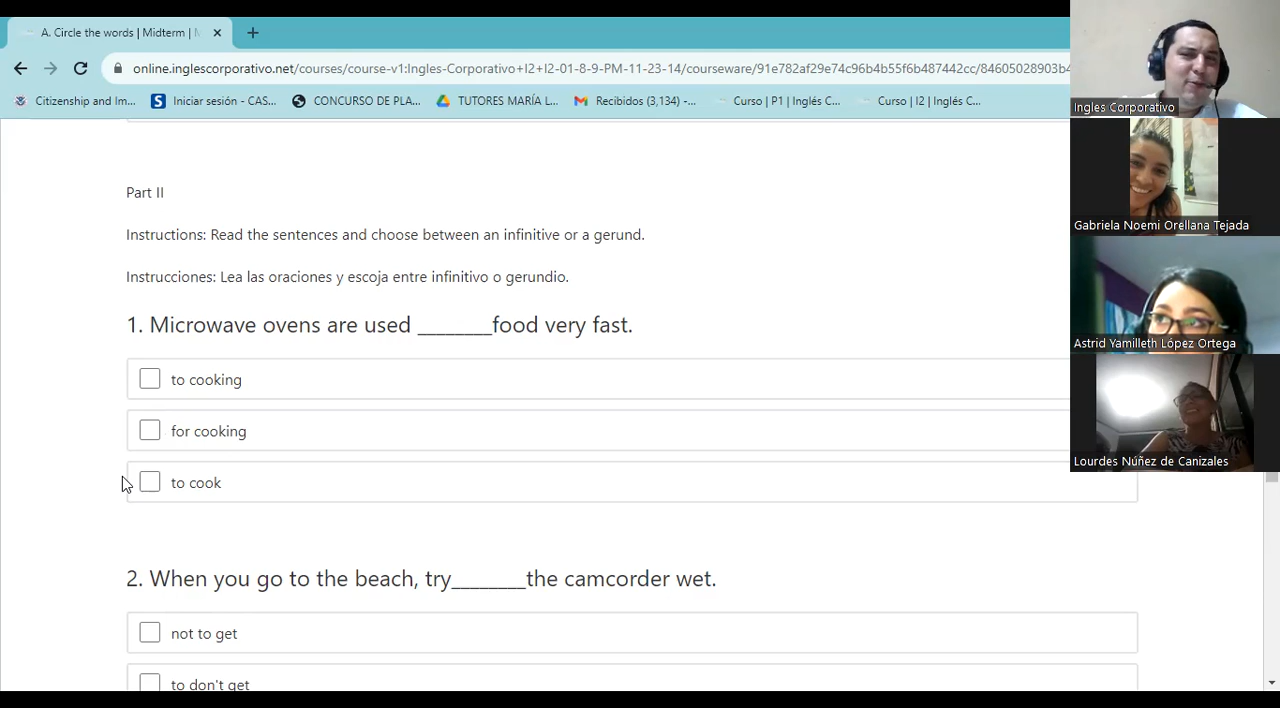 A. Circle the words | Midterm |
online.inglescorporativo.net/courses/course-v1:Ingles-Corpor +I2+I2-01-8-9-PM-11-23-14/courseware/91e782af29e74c96b4b55f6b487442cc/84605028903b4
Citizenship and Im... Iniciar sesión - CAS... CONCURSO DE PLA... TUTORES MARÍA L... Recibidos (3,134) -... Curso | P1 | Inglés C... Curso | I2 | Inglés C...
Part II
Instructions: Read the sentences and choose between an infinitive or a gerund.
Instrucciones: Lea las oraciones y escoja entre infinitivo o gerundio.
1. Microwave ovens are used ________food very fast.
to cooking
for cooking
to cook
2. When you go to the beach, try________the camcorder wet.
not to get
to don't get
Ingles Corporativo
Gabriela Noemi Orellana Tejada
Astrid Yamilleth López Ortega
Lourdes Núñez de Canizales